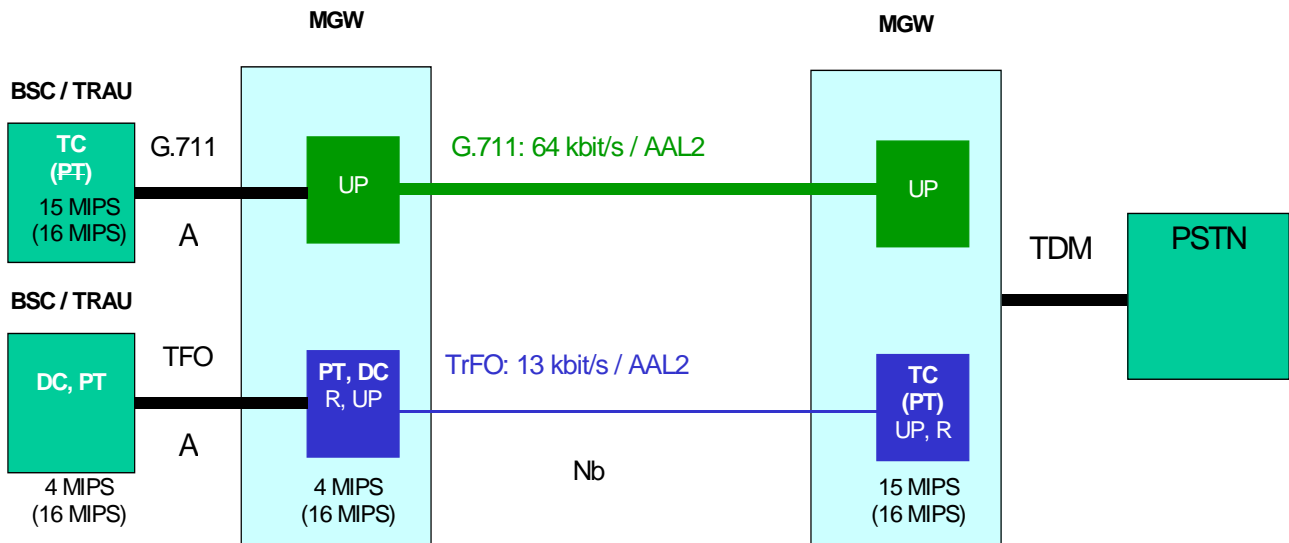 MGW
MGW
BSC / TRAU
TC
(PT)
15 MIPS
(16 MIPS)
G.711
A
UP
G.711: 64 kbit/s / AAL2
UP
TDM
PSTN
BSC / TRAU
DC, PT
4 MIPS
(16 MIPS)
TFO
A
PT, DC
R, UP
4 MIPS
(16 MIPS)
TrFO: 13 kbit/s / AAL2
Nb
TC
(PT)
UP, R
15 MIPS
(16 MIPS)